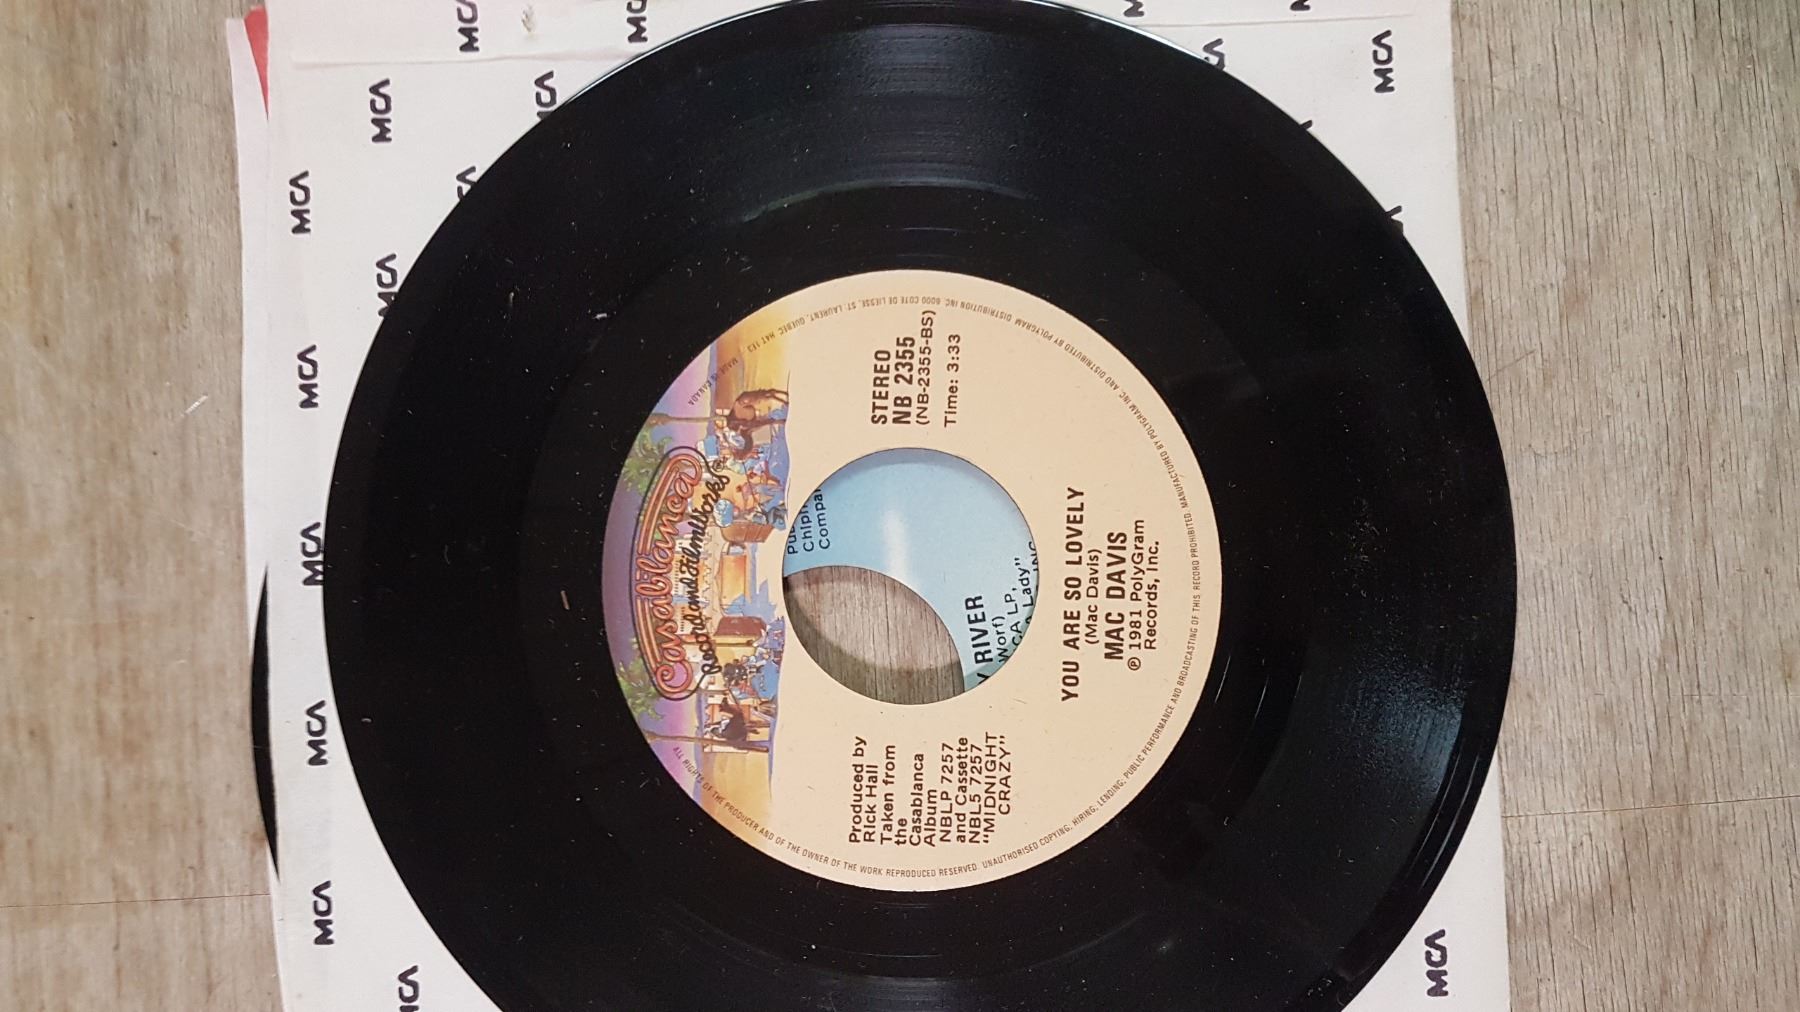 Casablanca
Record and FilmWorks
STEREO
NB 2355
(NB-2355-BS)
Time: 3:33
Produced by
Rick Hall
Taken from
the
Casablanca
Album
NBLP 7257
and Cassette
NBL5 7257
"MIDNIGHT
CRAZY"
YOU ARE SO LOVELY
(Mac Davis)
MAC DAVIS
℗ 1981 PolyGram
Records, Inc.
ALL RIGHTS OF THE PRODUCER AND OF THE OWNER OF THE WORK REPRODUCED RESERVED. UNAUTHORISED COPYING, HIRING, LENDING, PUBLIC PERFORMANCE AND BROADCASTING OF THIS RECORD PROHIBITED. MANUFACTURED BY POLYGRAM INC. AND DISTRIBUTED BY POLYGRAM DISTRIBUTION INC. 6000 COTE DE LIESSE, ST. LAURENT, QUEBEC, H4T 1E3 / MADE IN CANADA
RIVER
Worf)
Lady"
MCA
MCA
MCA
MCA
MCA
MCA
MCA
MCA
MCA
MCA
MCA